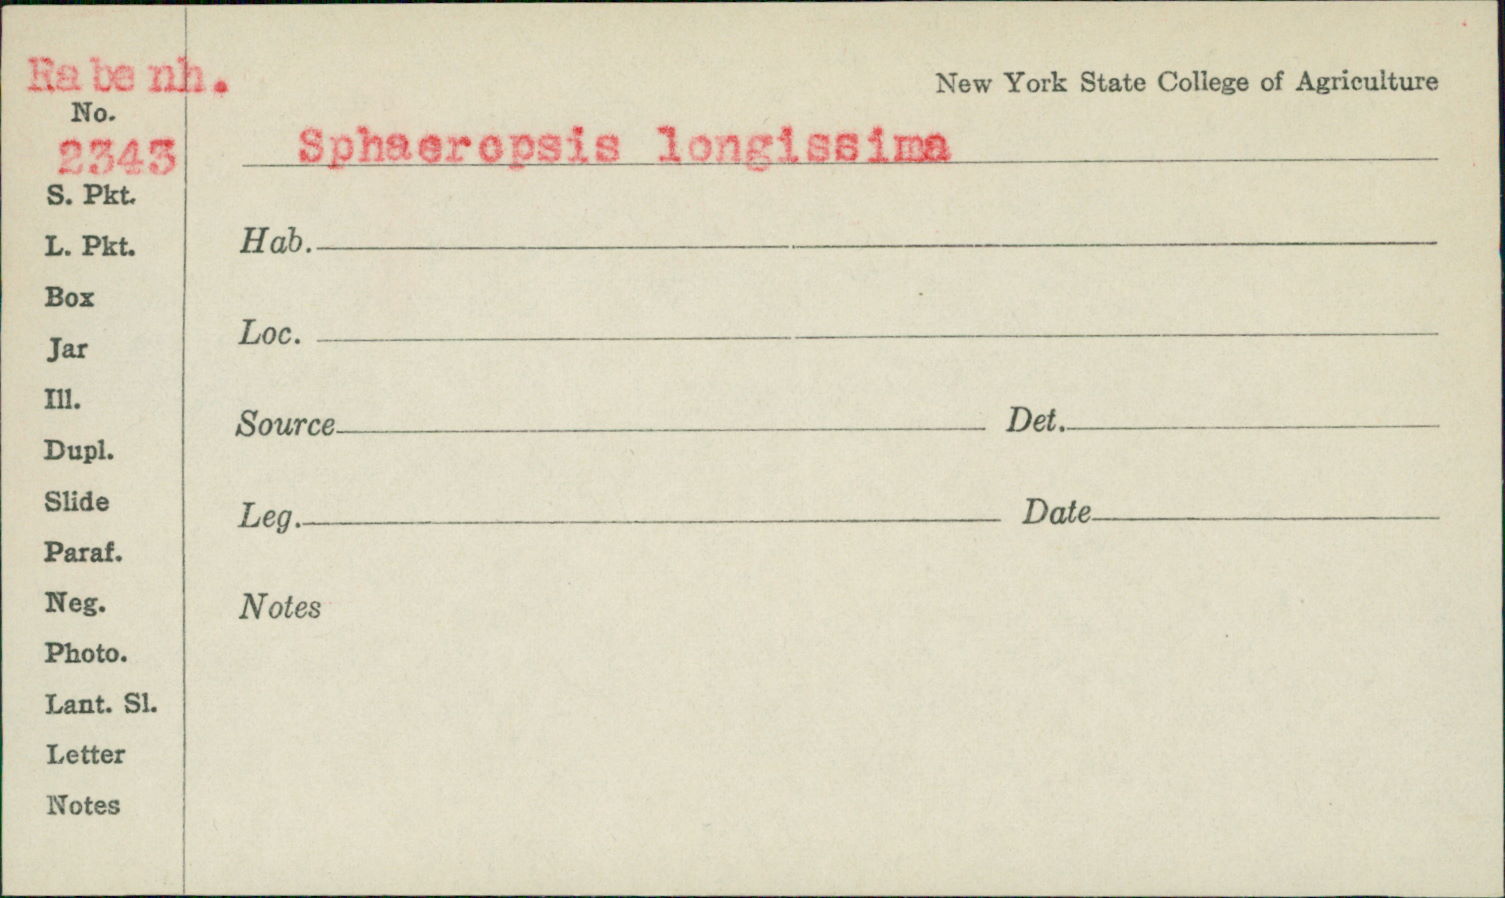 Rabenh.
No.
2343
S. Pkt.
L. Pkt.
Box
Jar
Ill.
Dupl.
Slide
Paraf.
Neg.
Photo.
Lant. Sl.
Letter
Notes
New York State College of Agriculture
Sphaeropsis longissima
Hab.
Loc.
Source Det.
Leg. Date
Notes